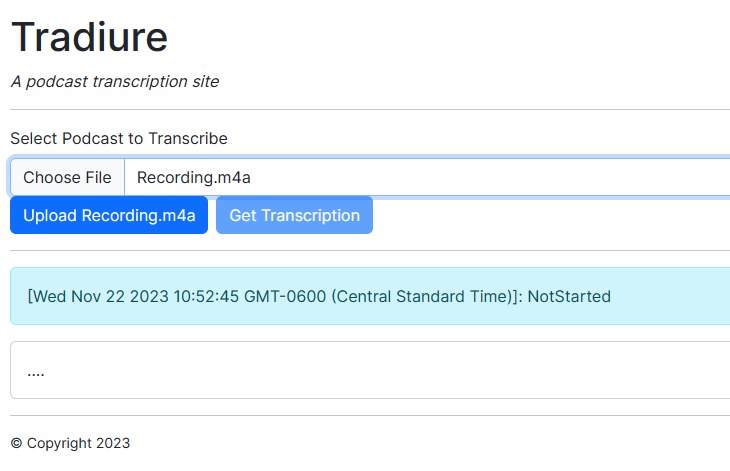 Tradiure
A podcast transcription site
Select Podcast to Transcribe
Choose File Recording.m4a
Upload Recording.m4a Get Transcription
[Wed Nov 22 2023 10:52:45 GMT-0600 (Central Standard Time)]: NotStarted
....
© Copyright 2023